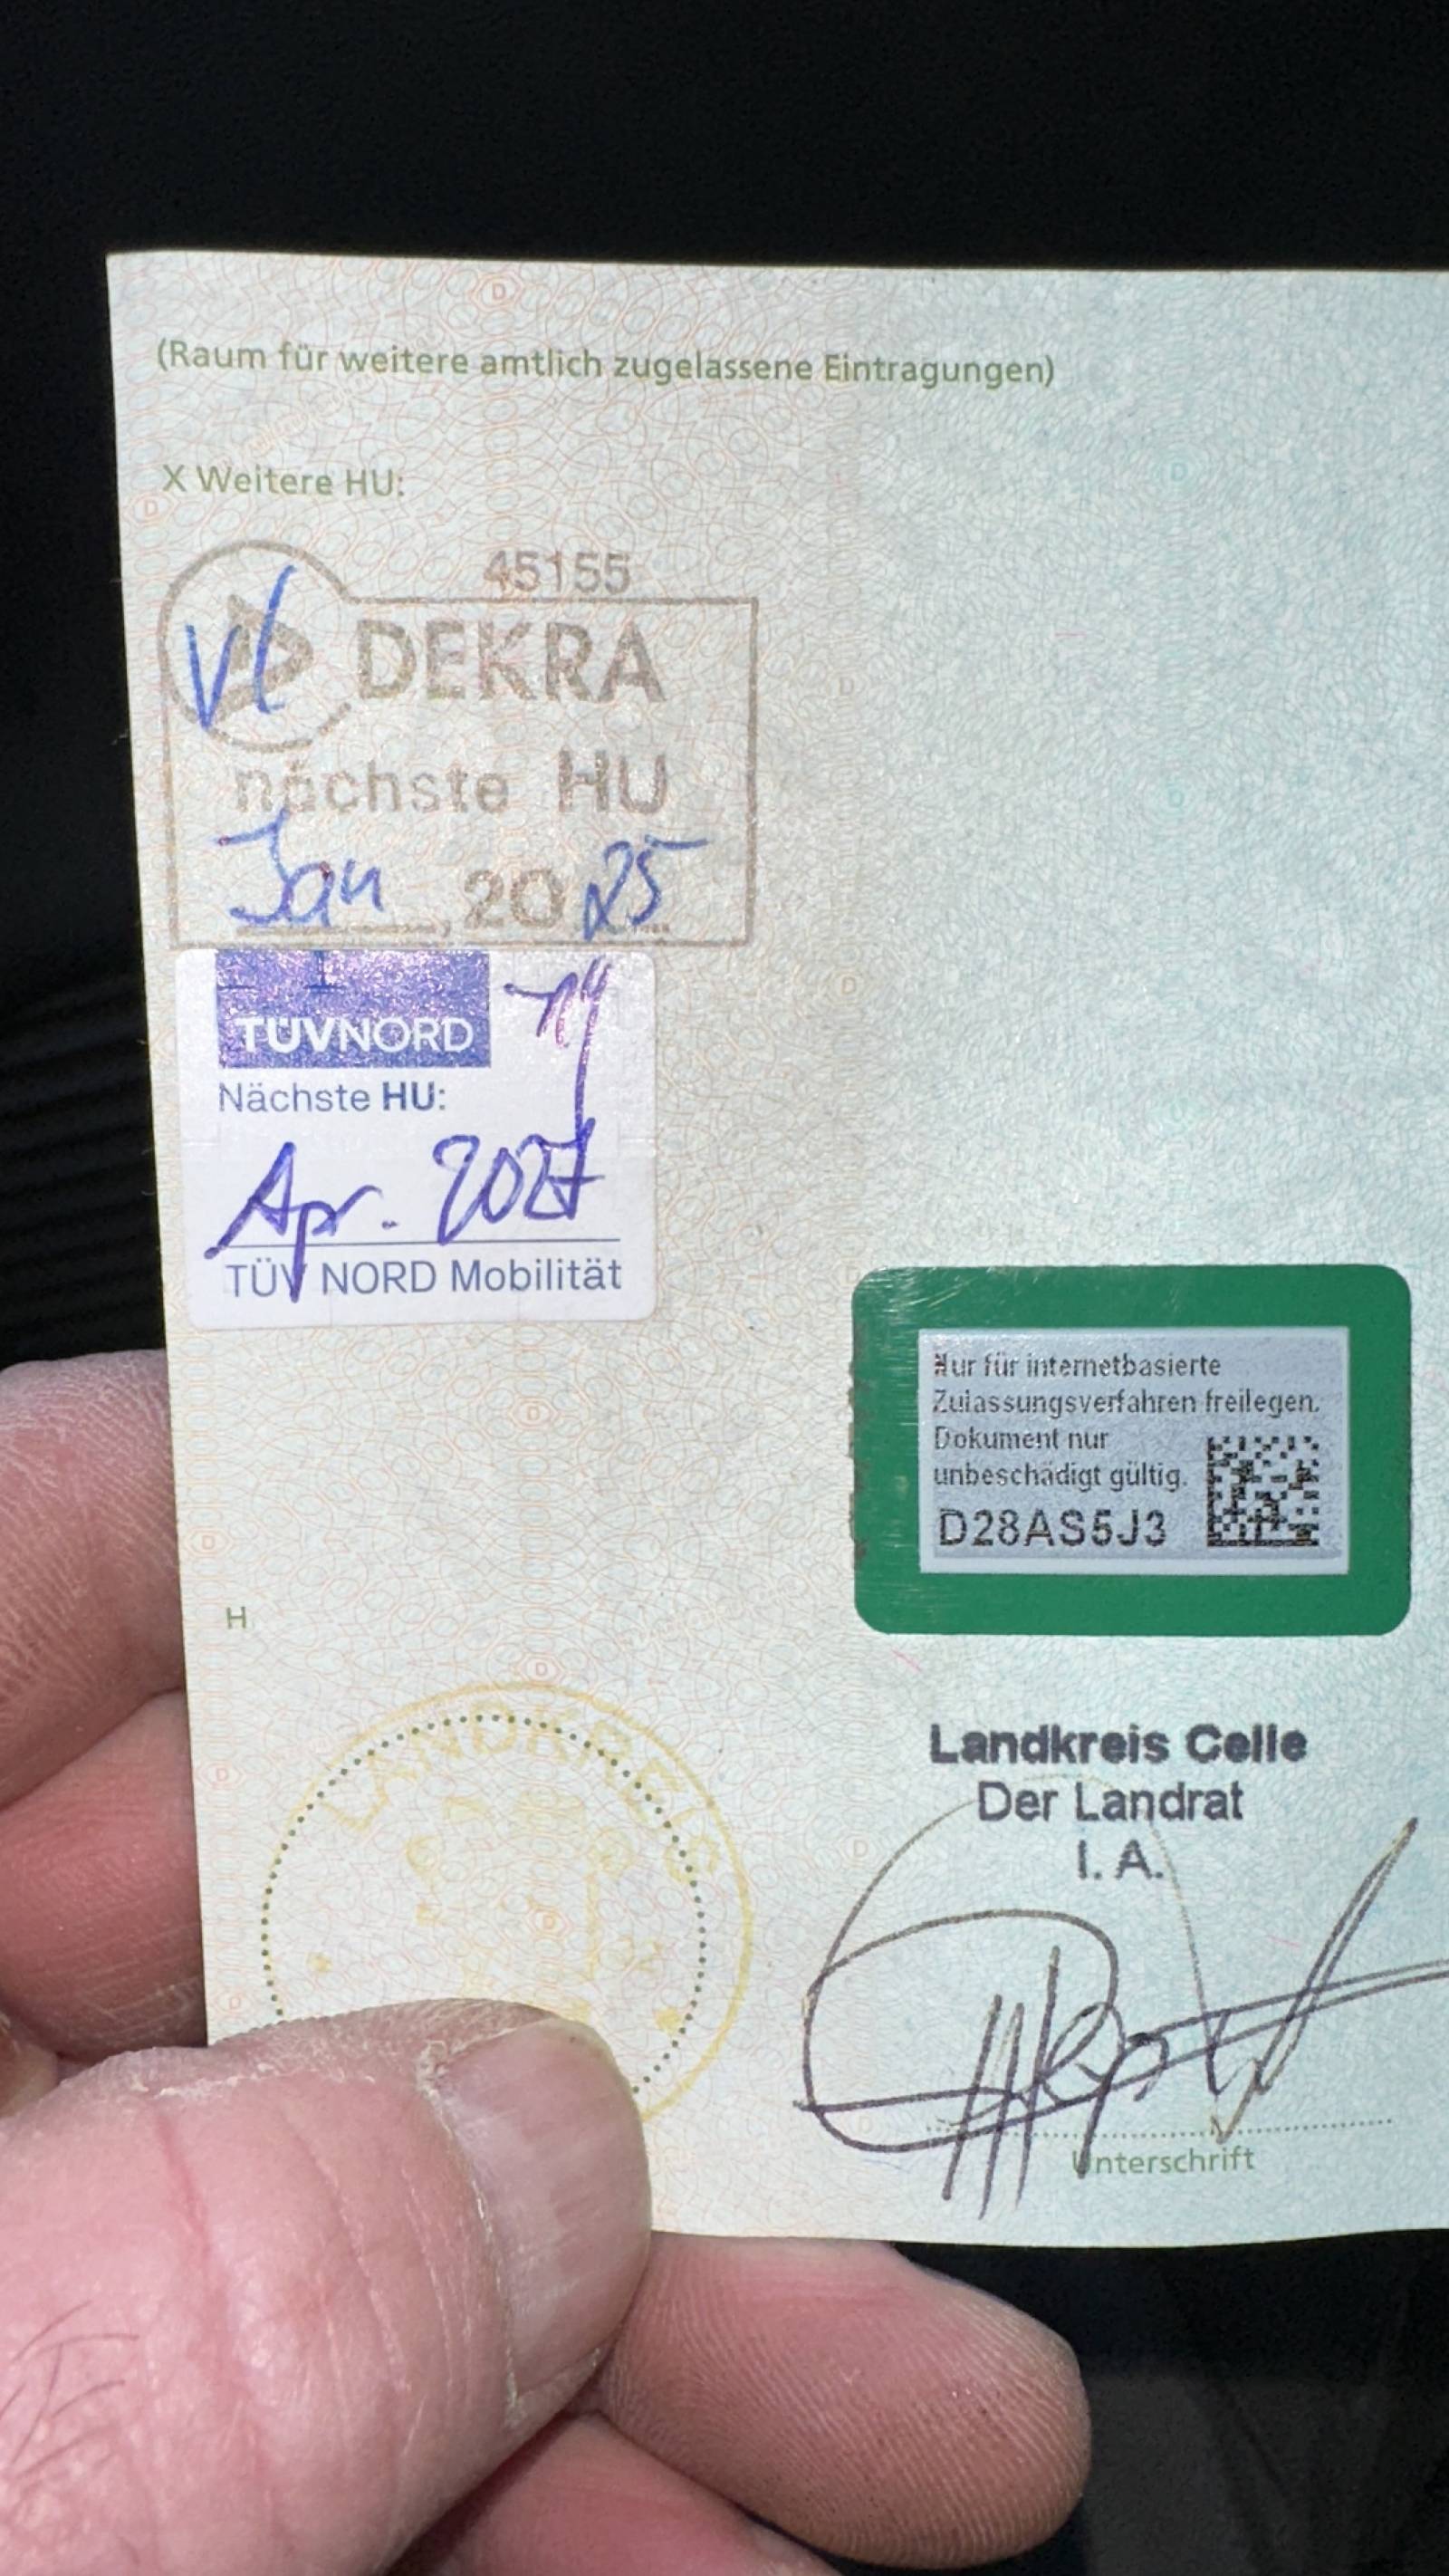 (Raum für weitere amtlich zugelassene Eintragungen)
X Weitere HU:
45155
DEKRA
nächste HU
Jan, 2025
TÜVNORD
Nächste HU:
Apr. 2027
TÜV NORD Mobilität
Nur für internetbasierte
Zulassungsverfahren freilegen.
Dokument nur
unbeschädigt gültig.
D28AS5J3
H
LANDKREIS
Landkreis Celle
Der Landrat
I. A.
Unterschrift